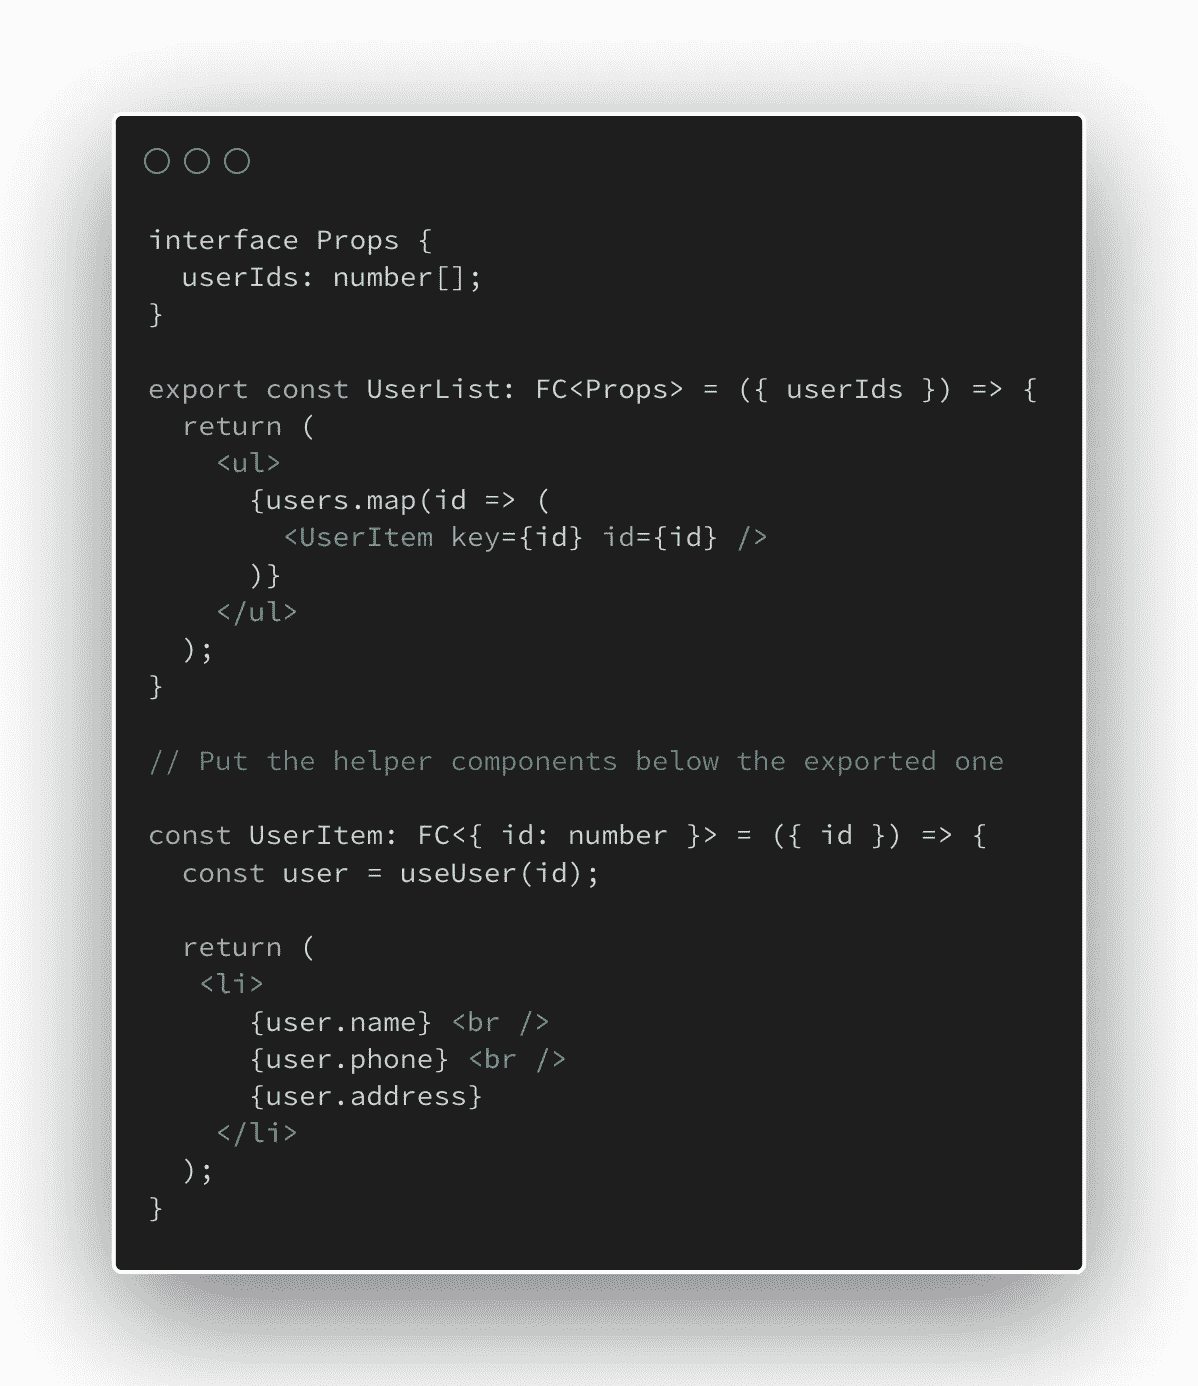 interface Props {
  userIds: number[];
}

export const UserList: FC<Props> = ({ userIds }) => {
  return (
    <ul>
      {users.map(id => (
        <UserItem key={id} id={id} />
      )}
    </ul>
  );
}

// Put the helper components below the exported one

const UserItem: FC<{ id: number }> = ({ id }) => {
  const user = useUser(id);

  return (
   <li>
      {user.name} <br />
      {user.phone} <br />
      {user.address}
    </li>
  );
}